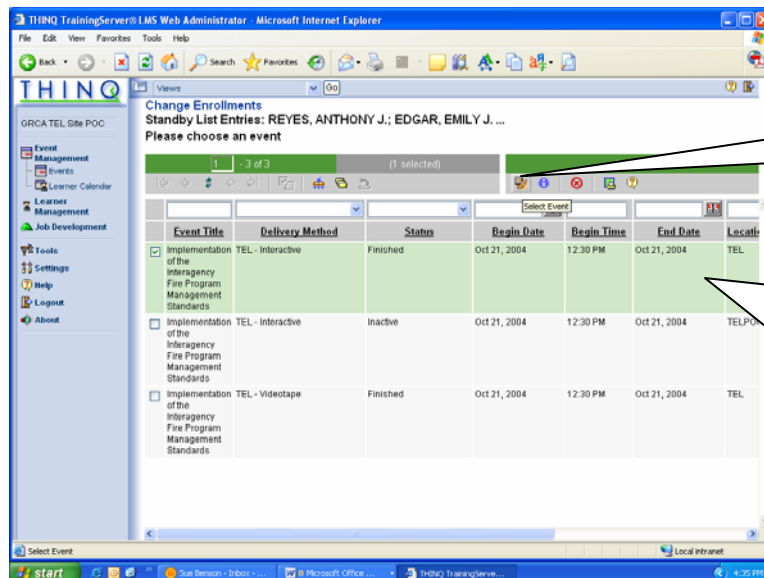 THINQ TrainingServer® LMS Web Administrator - Microsoft Internet Explorer
File Edit View Favorites Tools Help
Back Search Favorites
THINQ
Views Go
Change Enrollments
Standby List Entries: REYES, ANTHONY J.; EDGAR, EMILY J. ...
Please choose an event
GRCA TEL Site POC
Event Management
Events
Learner Calendar
Learner Management
Job Development
Tools
Settings
Help
Logout
About
1 - 3 of 3 (1 selected)
Select Event
Event Title Delivery Method Status Begin Date Begin Time End Date Locati
Implementation TEL - Interactive Finished Oct 21, 2004 12:30 PM Oct 21, 2004 TEL
of the
Interagency
Fire Program
Management
Standards
Implementation TEL - Interactive Inactive Oct 21, 2004 12:30 PM Oct 21, 2004 TELPO
of the
Interagency
Fire Program
Management
Standards
Implementation TEL - Videotape Finished Oct 21, 2004 12:30 PM Oct 21, 2004 TEL
of the
Interagency
Fire Program
Management
Standards
Select Event Local intranet
start Sue Benson - Inbox - ... 8 Microsoft Office ... THINQ TrainingServe... 4:35 PM